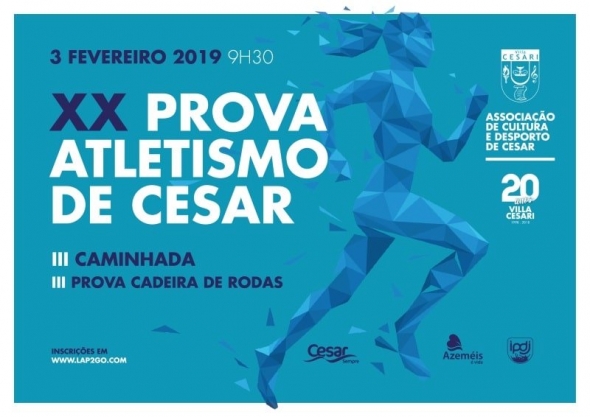 3 FEVEREIRO 2019 9H30
XX PROVA
ATLETISMO
DE CESAR
III CAMINHADA
III PROVA CADEIRA DE RODAS
INSCRIÇÕES EM
WWW.LAP2GO.COM
CESARI
ASSOCIAÇÃO
DE CULTURA
E DESPORTO
DE CESAR
20
anos
VILLA
CESARI
Cesar
Azeméis
ipdj